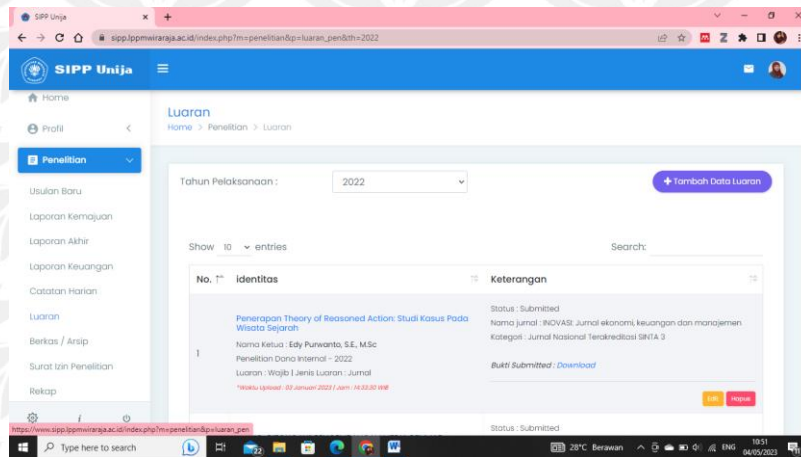 SIPP Unija
sipp.lppmwiraraja.ac.id/index.php?m=penelitian&p=luaran_pen&th=2022
SIPP Unija
Home
Profil
Penelitian
Usulan Baru
Laporan Kemajuan
Laporan Akhir
Laporan Keuangan
Catatan Harian
Luaran
Berkas / Arsip
Surat Izin Penelitian
Rekap
Luaran
Home > Penelitian > Luaran
Tahun Pelaksanaan :
2022
+ Tambah Data Luaran
Show 10 entries
Search:
No. identitas Keterangan
1
Penerapan Theory of Reasoned Action: Studi Kasus Pada
Wisata Sejarah
Nama Ketua : Edy Purwanto, S.E., M.Sc
Penelitian Dana Internal - 2022
Luaran : Wajib | Jenis Luaran : Jurnal
*Waktu Upload : 03 Januari 2023 | Jam : 14:33:30 WIB
Status : Submitted
Nama jurnal : INOVASI: Jurnal ekonomi, keuangan dan manajemen
Kategori : Jurnal Nasional Terakreditasi SINTA 3
Bukti Submitted : Download
Edit Hapus
Status : Submitted
https://www.sipp.lppmwiraraja.ac.id/index.php?m=penelitian&p=luaran_pen
Type here to search
28°C Berawan
ENG
10:51
04/05/2023